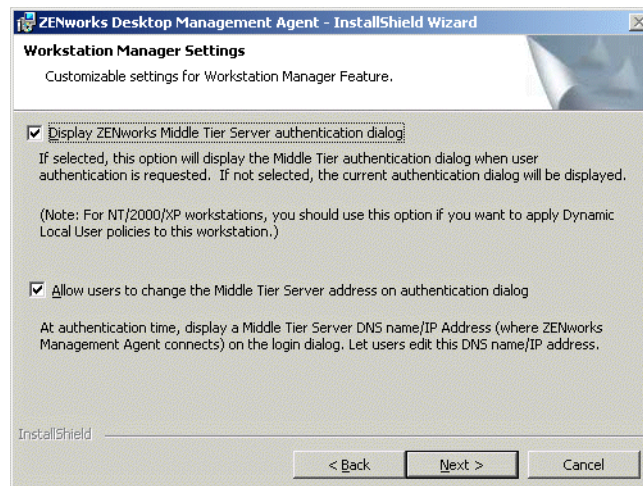 ZENworks Desktop Management Agent - InstallShield Wizard
Workstation Manager Settings
Customizable settings for Workstation Manager Feature.
Display ZENworks Middle Tier Server authentication dialog
If selected, this option will display the Middle Tier authentication dialog when user
authentication is requested. If not selected, the current authentication dialog will be displayed.
(Note: For NT/2000/XP workstations, you should use this option if you want to apply Dynamic
Local User policies to this workstation.)
Allow users to change the Middle Tier Server address on authentication dialog
At authentication time, display a Middle Tier Server DNS name/IP Address (where ZENworks
Management Agent connects) on the login dialog. Let users edit this DNS name/IP address.
InstallShield
< Back
Next >
Cancel